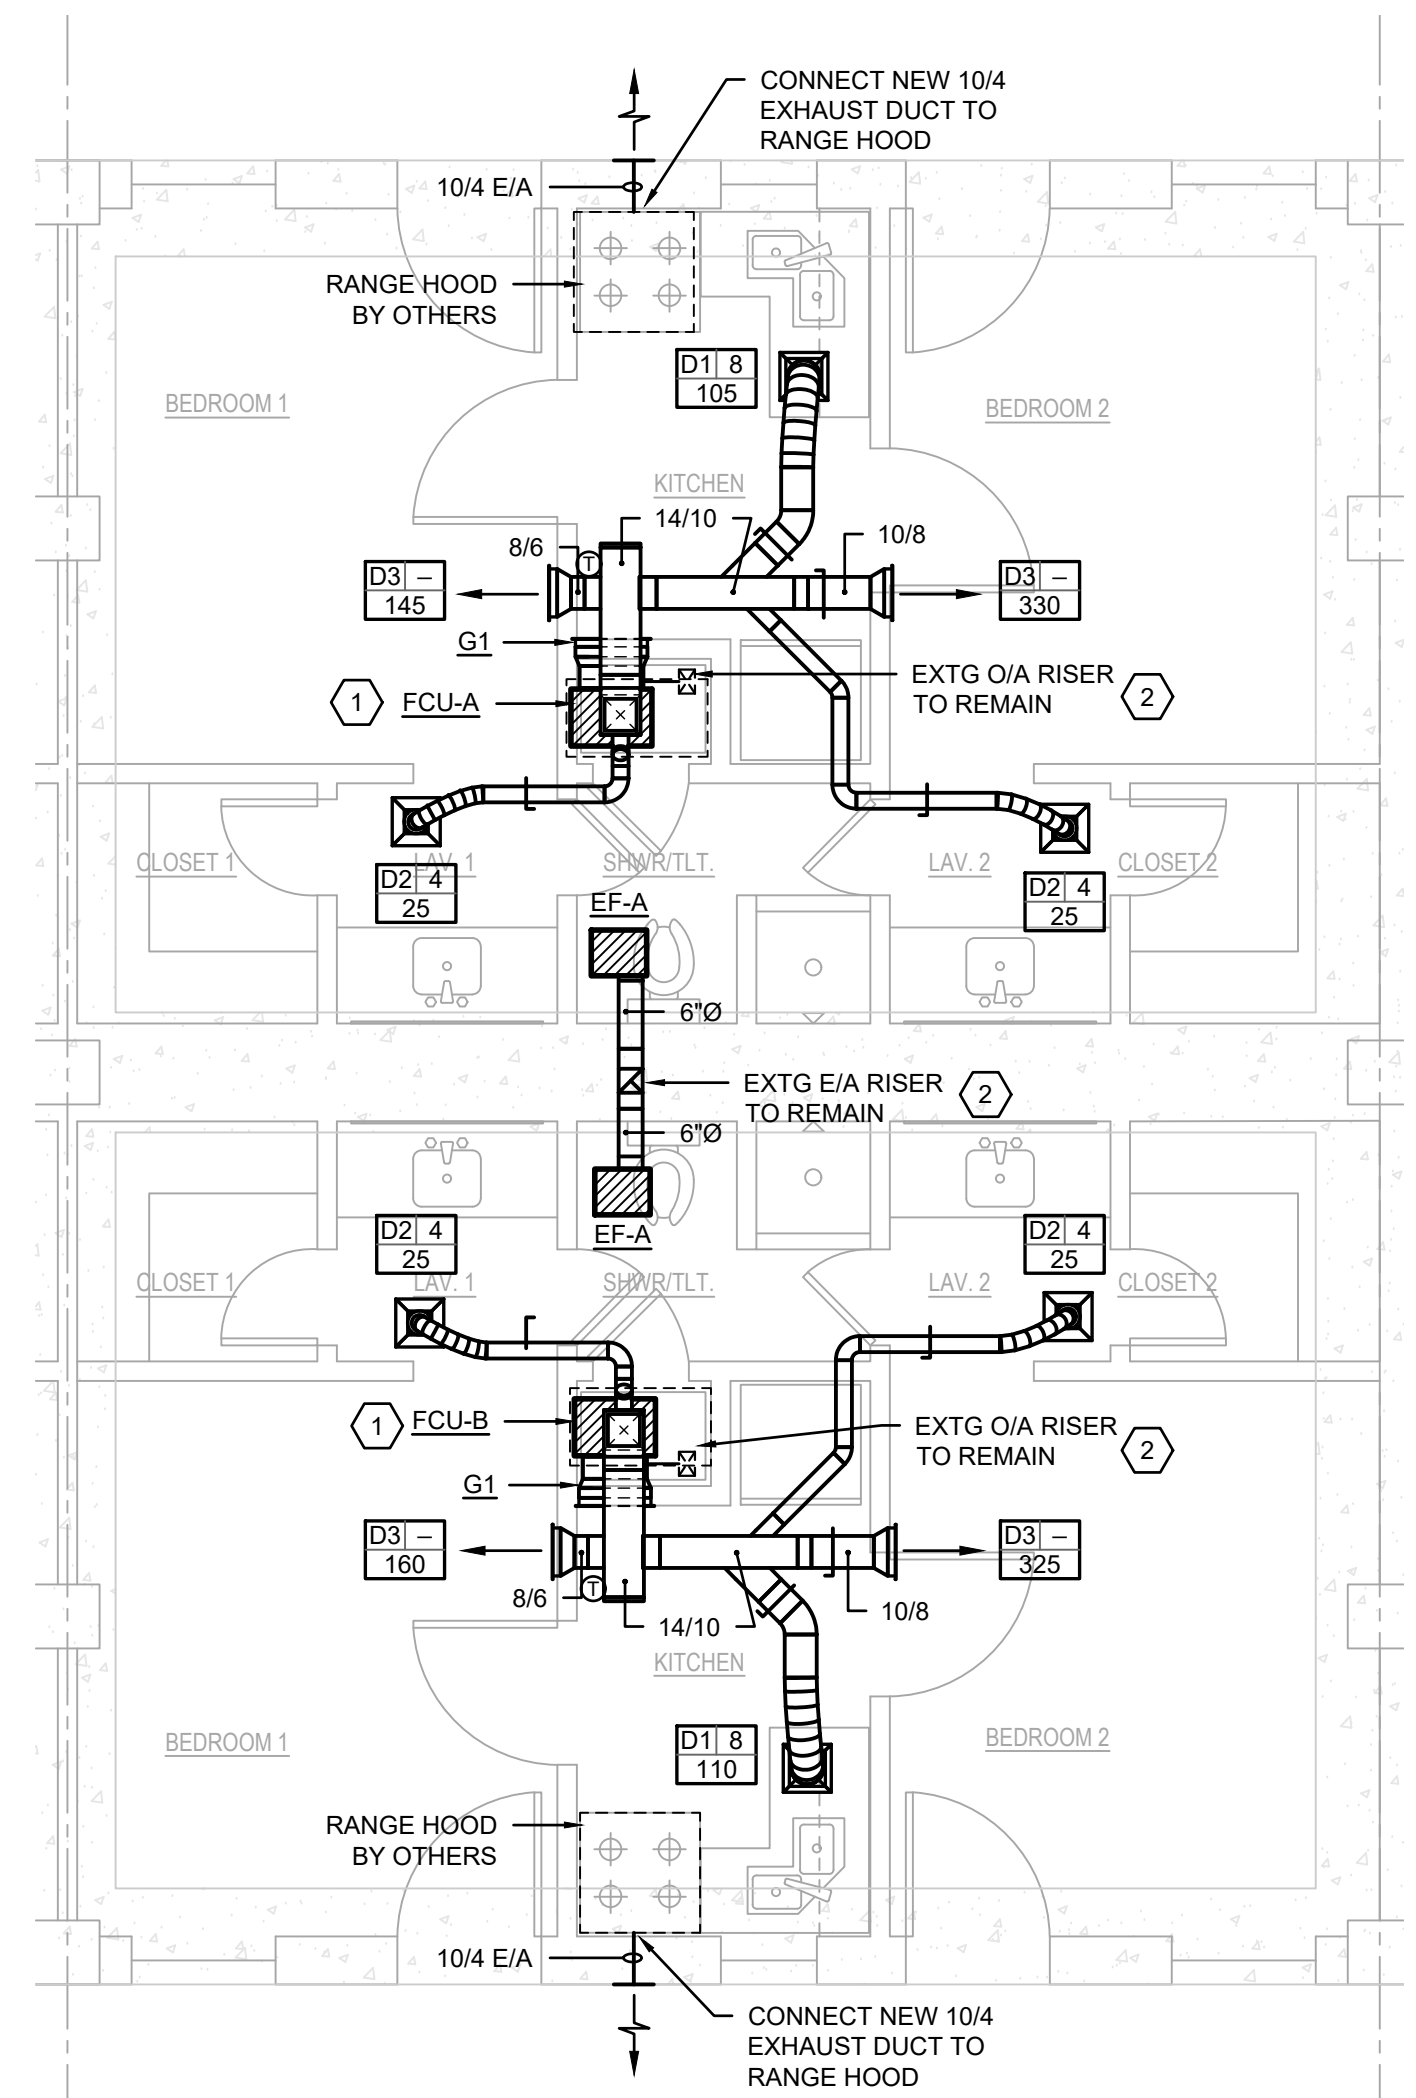 CONNECT NEW 10/4
EXHAUST DUCT TO
RANGE HOOD
10/4 E/A
RANGE HOOD
BY OTHERS
D1 8
105
BEDROOM 1
BEDROOM 2
KITCHEN
14/10
8/6
10/8
T
D3 –
145
D3 –
330
G1
EXTG O/A RISER
TO REMAIN
2
1
FCU-A
CLOSET 1
LAV. 1
SHWR/TLT.
LAV. 2
CLOSET 2
D2 4
25
D2 4
25
EF-A
6"Ø
EXTG E/A RISER
TO REMAIN
2
6"Ø
EF-A
D2 4
25
D2 4
25
CLOSET 1
LAV. 1
SHWR/TLT.
LAV. 2
CLOSET 2
1
FCU-B
EXTG O/A RISER
TO REMAIN
2
G1
D3 –
160
D3 –
325
8/6
T
14/10
10/8
KITCHEN
BEDROOM 1
BEDROOM 2
D1 8
110
RANGE HOOD
BY OTHERS
10/4 E/A
CONNECT NEW 10/4
EXHAUST DUCT TO
RANGE HOOD